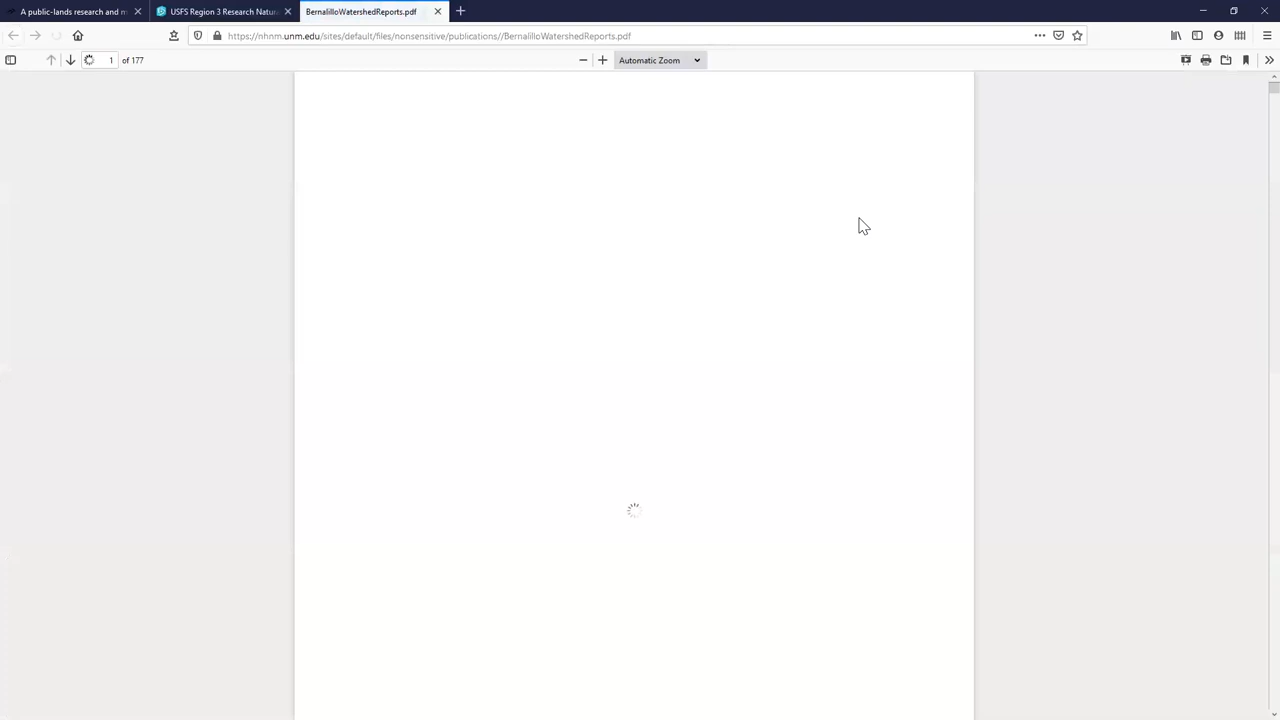 A public-lands research and m
USFS Region 3 Research Natur
BernalilloWatershedReports.pdf
https://nhnm.unm.edu/sites/default/files/nonsensitive/publications//BernalilloWatershedReports.pdf
1 of 177
Automatic Zoom